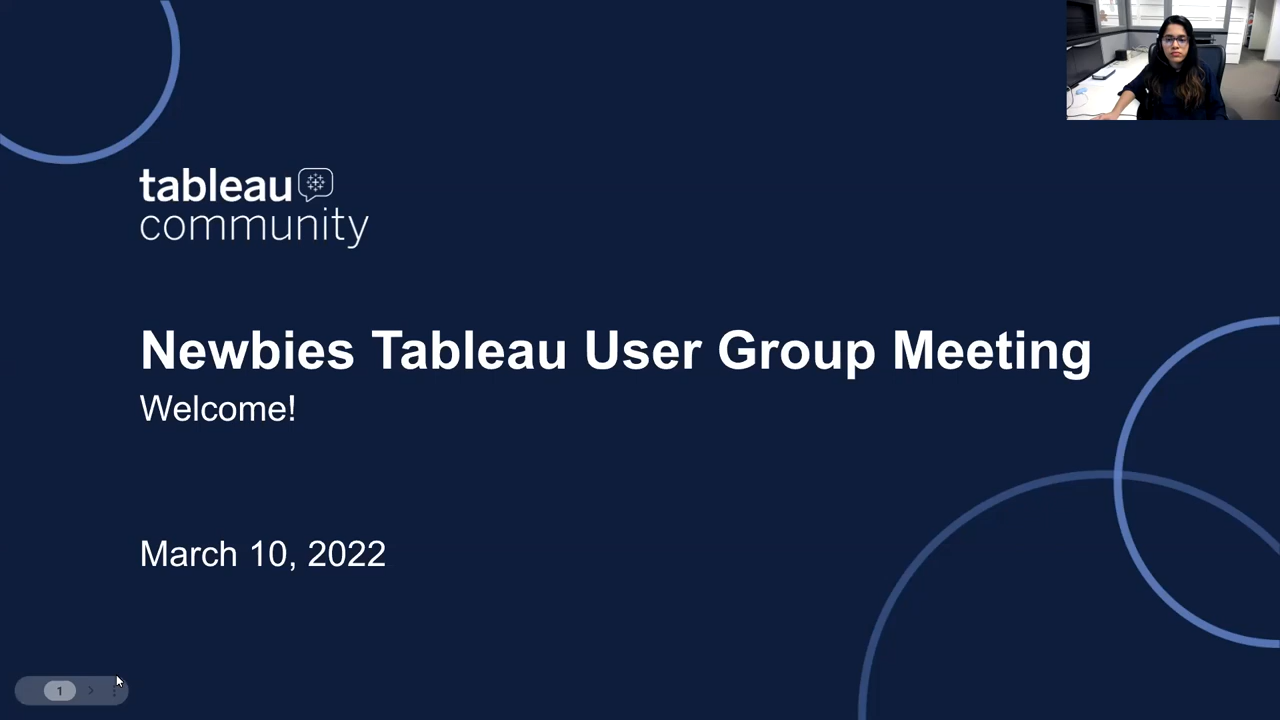 tableau
community
Newbies Tableau User Group Meeting
Welcome!
March 10, 2022
1